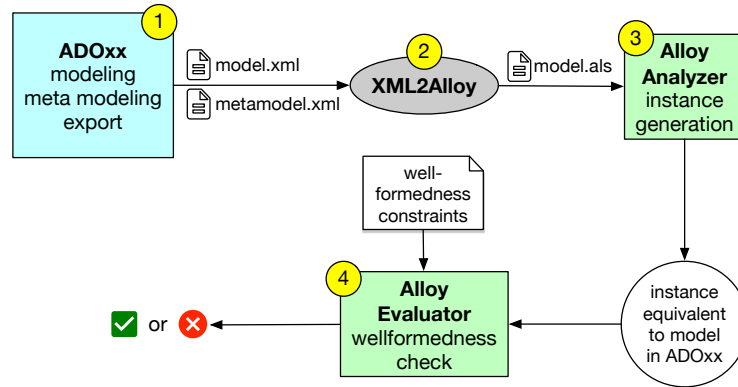 1
ADOxx
modeling
meta modeling
export
model.xml
metamodel.xml
2
XML2Alloy
model.als
3
Alloy
Analyzer
instance
generation
well-
formedness
constraints
4
Alloy
Evaluator
wellformedness
check
instance
equivalent
to model
in ADOxx
or